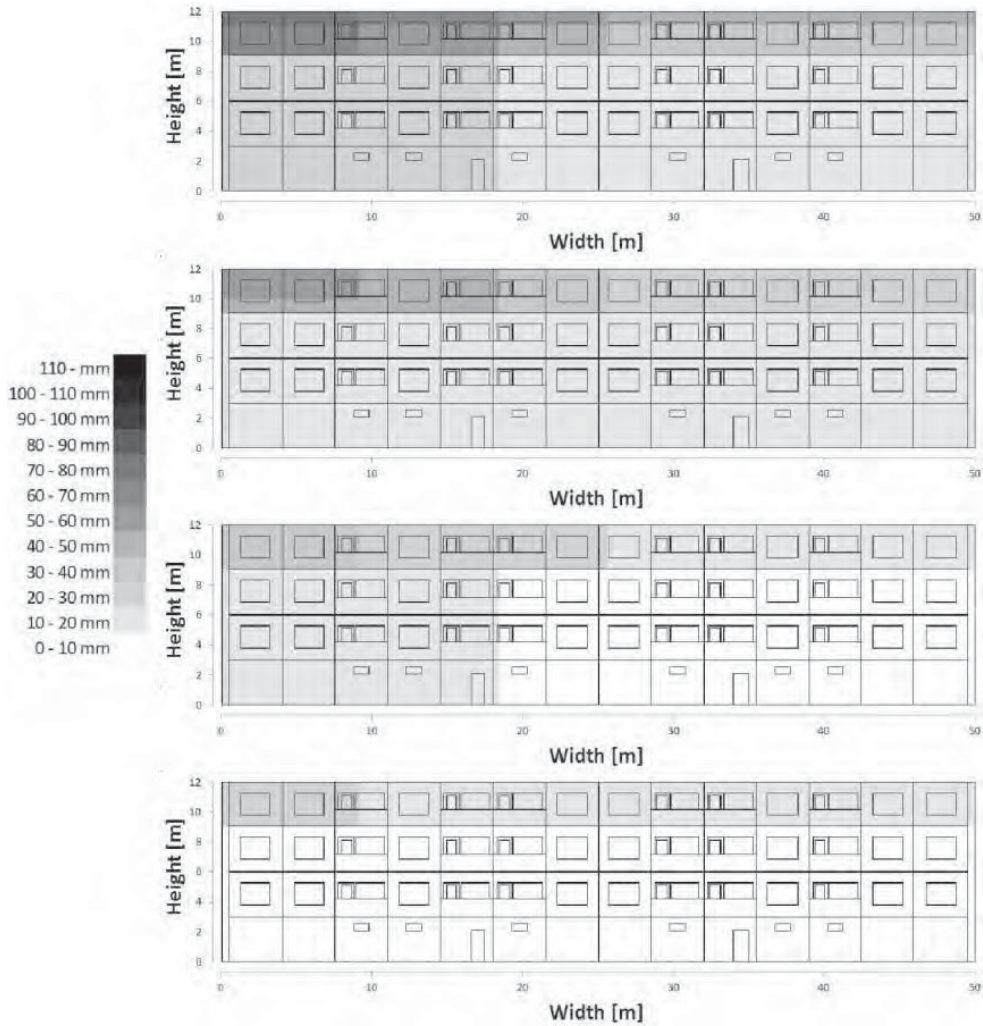 12
10
8
6
4
2
0
Height [m]
0 10 20 30 40 50
Width [m]
12
10
8
6
4
2
0
Height [m]
0 10 20 30 40 50
Width [m]
110 - mm
100 - 110 mm
90 - 100 mm
80 - 90 mm
70 - 80 mm
60 - 70 mm
50 - 60 mm
40 - 50 mm
30 - 40 mm
20 - 30 mm
10 - 20 mm
0 - 10 mm
12
10
8
6
4
2
0
Height [m]
0 10 20 30 40 50
Width [m]
12
10
8
6
4
2
0
Height [m]
0 10 20 30 40 50
Width [m]